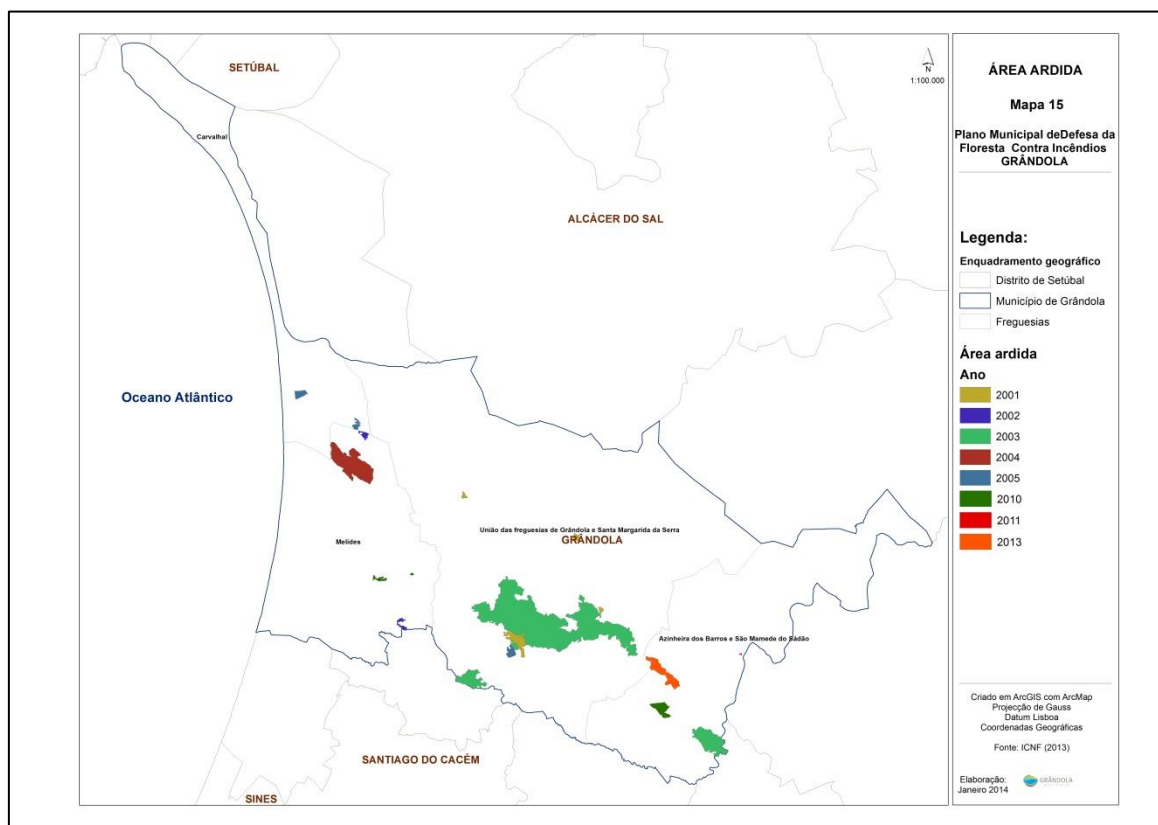 SETÚBAL
N
1:100.000
Carvalhal
ALCÁCER DO SAL
Oceano Atlântico
União das freguesias de Grândola e Santa Margarida da Serra
GRÂNDOLA
Melides
Azinheira dos Barros e São Mamede do Sádão
SANTIAGO DO CACÉM
SINES
ÁREA ARDIDA
Mapa 15
Plano Municipal deDefesa da
Floresta Contra Incêndios
GRÂNDOLA
Legenda:
Enquadramento geográfico
Distrito de Setúbal
Município de Grândola
Freguesias
Área ardida
Ano
2001
2002
2003
2004
2005
2010
2011
2013
Criado em ArcGIS com ArcMap
Projecção de Gauss
Datum Lisboa
Coordenadas Geográficas
Fonte: ICNF (2013)
Elaboração:
Janeiro 2014
GRÂNDOLA